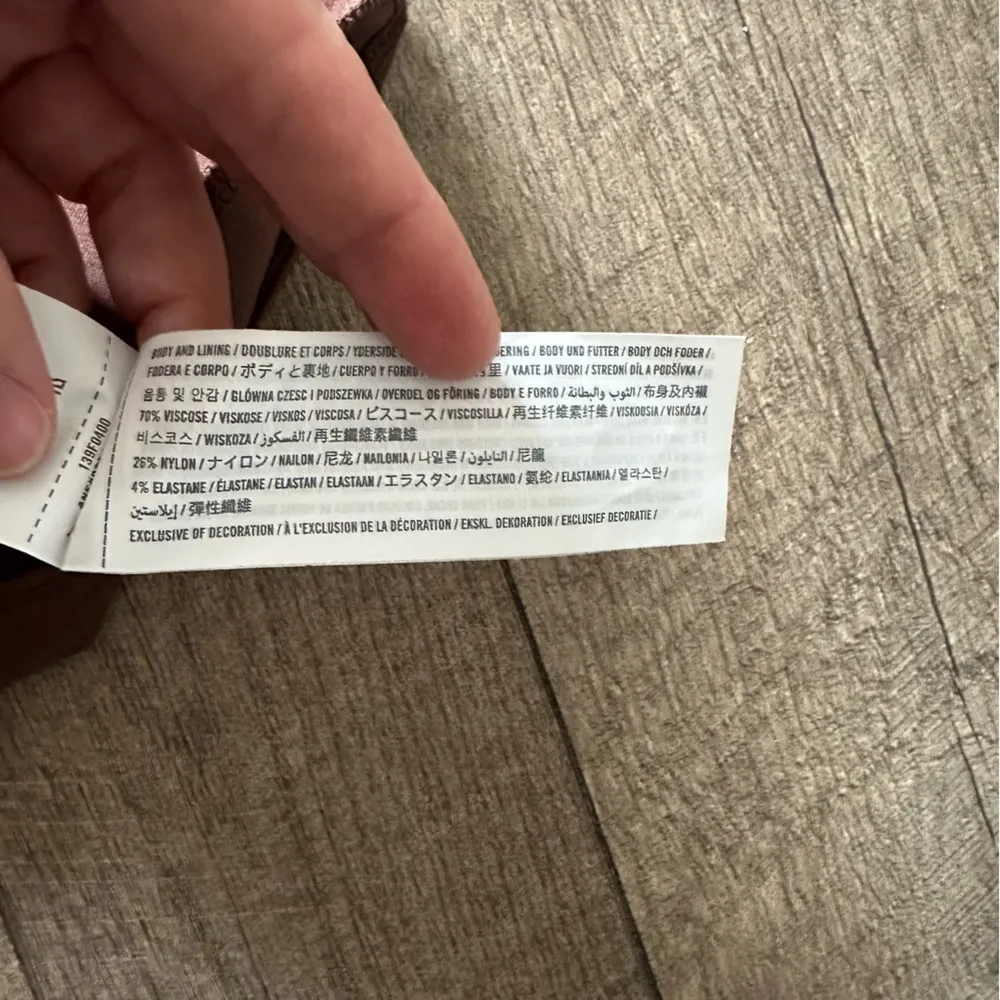 BODY AND LINING / DOUBLURE ET CORPS / YDERSIDE / BODY UND FUTTER / BODY OCH FODER /
FODERA E CORPO / ボディと裏地 / CUERPO Y FORRO / 里 / VAATE JA VUORI / STREDNÍ DÍL A PODŠÍVKA /
몸통 및 안감 / GŁÓWNA CZESC I PODSZEWKA / OVERDEL OG FÔRING / BODY E FORRO / الثوب والبطانة / 布身及內襯
70% VISCOSE / VISKOSE / VISKOS / VISCOSA / ビスコース / VISCOSILLA / 再生纤维素纤维 / VISKOOSIA / VISKÓZA /
비스코스 / WISKOZA / الفسكوز / 再生纖維素纖維
26% NYLON / ナイロン / NAILON / 尼龙 / NAILONIA / 나일론 / النايلون / 尼龍
4% ELASTANE / ÉLASTANE / ELASTAN / ELASTAAN / エラスタン / ELASTANO / 氨纶 / ELASTAANIA / 엘라스탄 /
إيلاستين / 彈性纖維
EXCLUSIVE OF DECORATION / À L'EXCLUSION DE LA DÉCORATION / EKSKL. DEKORATION / EXCLUSIEF DECORATIE /
139F0400